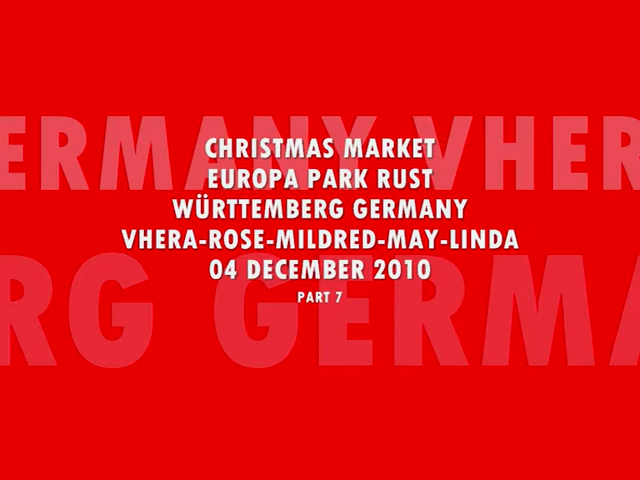 ERMANY VHER
CHRISTMAS MARKET
EUROPA PARK RUST
WÜRTTEMBERG GERMANY
VHERA-ROSE-MILDRED-MAY-LINDA
04 DECEMBER 2010
PART 7
RG GERMA